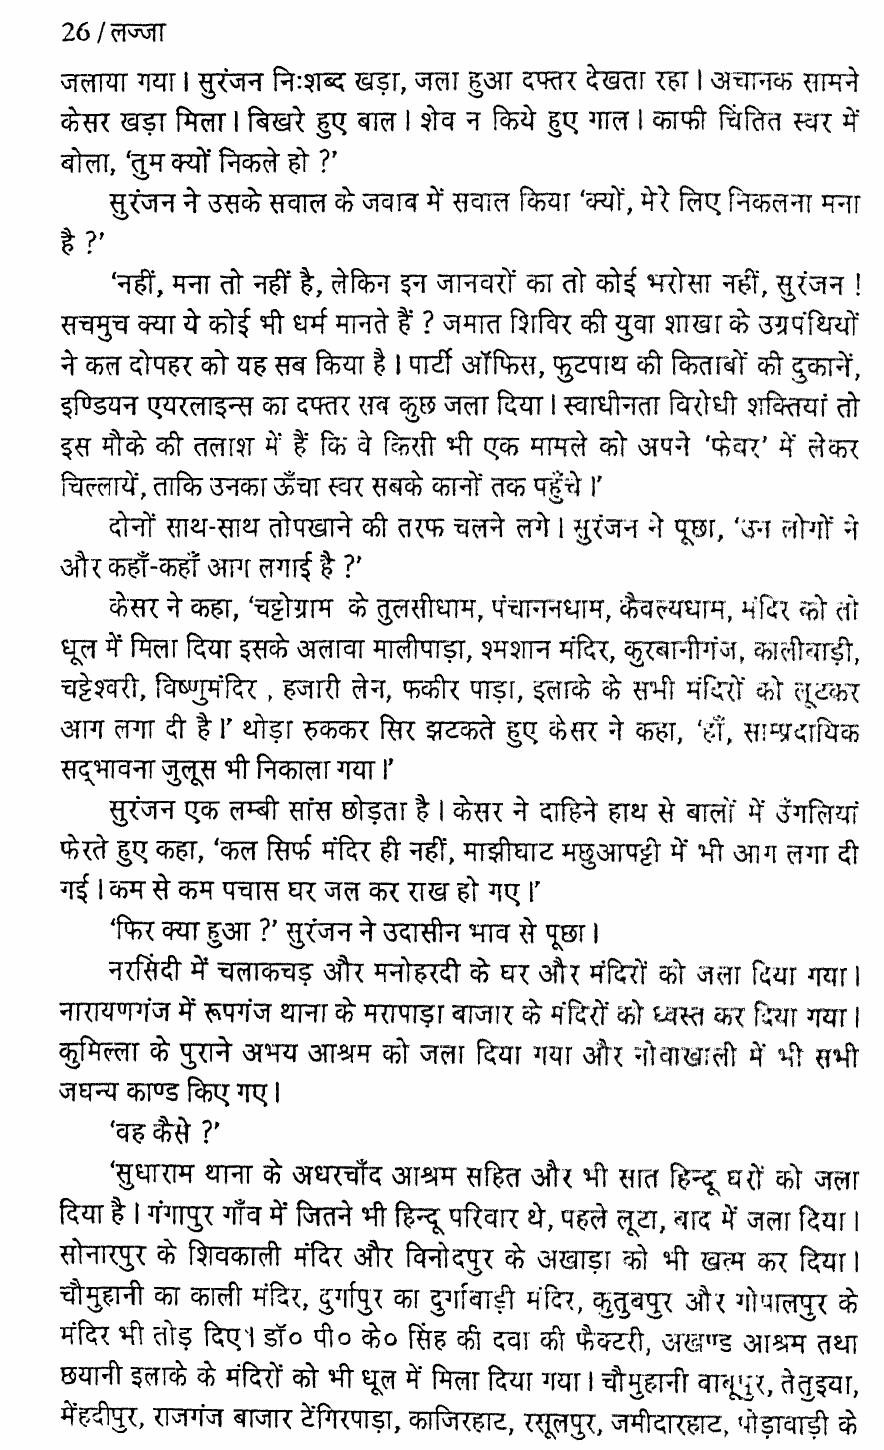 26 / लज्जा
जलाया गया। सुरंजन निःशब्द खड़ा, जला हुआ दफ्तर देखता रहा। अचानक सामने
केसर खड़ा मिला। बिखरे हुए बाल। शेव न किये हुए गाल। काफी चिंतित स्वर में
बोला, ‘तुम क्यों निकले हो ?’
सुरंजन ने उसके सवाल के जवाब में सवाल किया ‘क्यों, मेरे लिए निकलना मना
है ?’
‘नहीं, मना तो नहीं है, लेकिन इन जानवरों का तो कोई भरोसा नहीं, सुरंजन !
सचमुच क्या ये कोई भी धर्म मानते हैं ? जमात शिविर की युवा शाखा के उग्रपंथियों
ने कल दोपहर को यह सब किया है। पार्टी ऑफिस, फुटपाथ की किताबों की दुकानें,
इण्डियन एयरलाइन्स का दफ्तर सब कुछ जला दिया। स्वाधीनता विरोधी शक्तियां तो
इस मौके की तलाश में हैं कि वे किसी भी एक मामले को अपने ‘फेवर’ में लेकर
चिल्लायें, ताकि उनका ऊँचा स्वर सबके कानों तक पहुँचे।’
दोनों साथ-साथ तोपखाने की तरफ चलने लगे। सुरंजन ने पूछा, ‘उन लोगों ने
और कहाँ-कहाँ आग लगाई है ?’
केसर ने कहा, ‘चट्टोग्राम के तुलसीधाम, पंचाननधाम, कैवल्यधाम, मंदिर को तो
धूल में मिला दिया इसके अलावा मालीपाड़ा, श्मशान मंदिर, कुरबानीगंज, कालीवाड़ी,
चट्टेश्वरी, विष्णुमंदिर , हजारी लेन, फकीर पाड़ा, इलाके के सभी मंदिरों को लूटकर
आग लगा दी है।’ थोड़ा रुककर सिर झटकते हुए केसर ने कहा, ‘हाँ, साम्प्रदायिक
सद्भावना जुलूस भी निकाला गया।’
सुरंजन एक लम्बी सांस छोड़ता है। केसर ने दाहिने हाथ से बालों में उँगलियां
फेरते हुए कहा, ‘कल सिर्फ मंदिर ही नहीं, माझीघाट मछुआपट्टी में भी आग लगा दी
गई। कम से कम पचास घर जल कर राख हो गए।’
‘फिर क्या हुआ ?’ सुरंजन ने उदासीन भाव से पूछा।
नरसिंदी में चलाकचड़ और मनोहरदी के घर और मंदिरों को जला दिया गया।
नारायणगंज में रूपगंज थाना के मरापाड़ा बाजार के मंदिरों को ध्वस्त कर दिया गया।
कुमिल्ला के पुराने अभय आश्रम को जला दिया गया और नोवाखाली में भी सभी
जघन्य काण्ड किए गए।
‘वह कैसे ?’
‘सुधाराम थाना के अधरचाँद आश्रम सहित और भी सात हिन्दू घरों को जला
दिया है। गंगापुर गाँव में जितने भी हिन्दू परिवार थे, पहले लूटा, बाद में जला दिया।
सोनारपुर के शिवकाली मंदिर और विनोदपुर के अखाड़ा को भी खत्म कर दिया।
चौमुहानी का काली मंदिर, दुर्गापुर का दुर्गाबाड़ी मंदिर, कुतुबपुर और गोपालपुर के
मंदिर भी तोड़ दिए। डॉ० पी० के० सिंह की दवा की फैक्टरी, अखण्ड आश्रम तथा
छयानी इलाके के मंदिरों को भी धूल में मिला दिया गया। चौमुहानी वाबूपुर, तेतुइया,
मेंहदीपुर, राजगंज बाजार टेंगिरपाड़ा, काजिरहाट, रसूलपुर, जमीदारहाट, पोड़ावाड़ी के